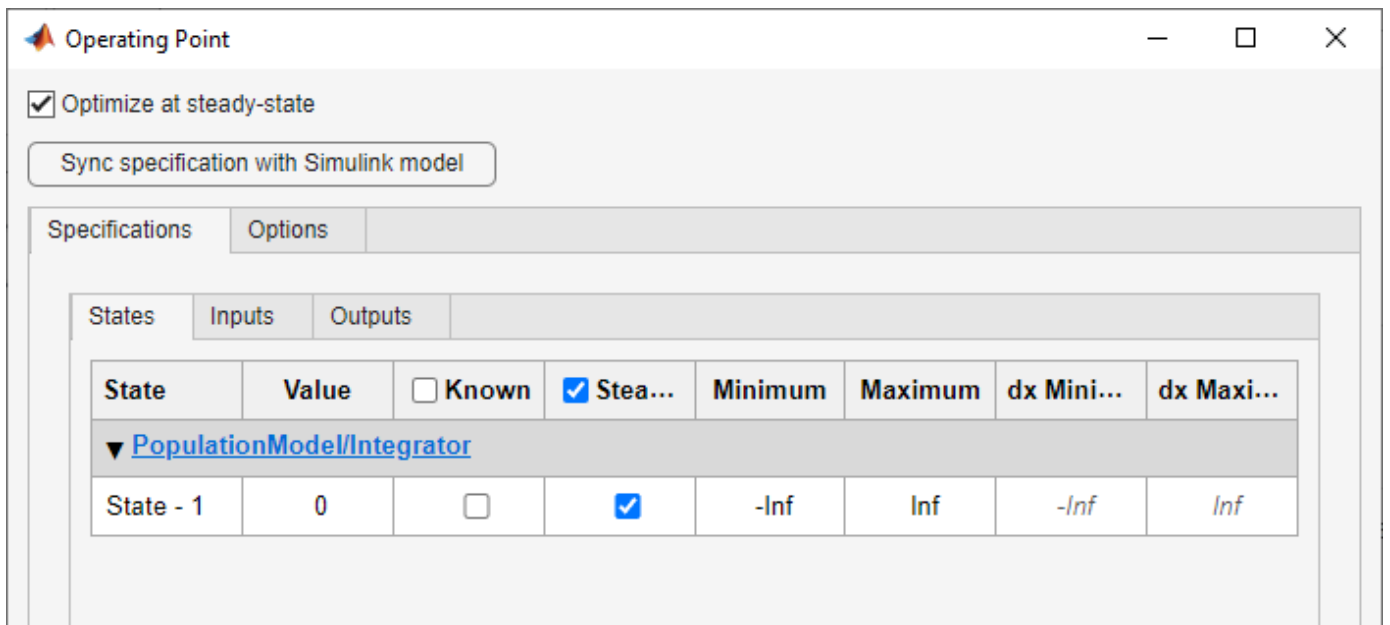 Operating Point
Optimize at steady-state
Sync specification with Simulink model
Specifications Options
States Inputs Outputs
State Value Known Stea... Minimum Maximum dx Mini... dx Maxi...
PopulationModel/Integrator
State - 1 0 -Inf Inf -Inf Inf